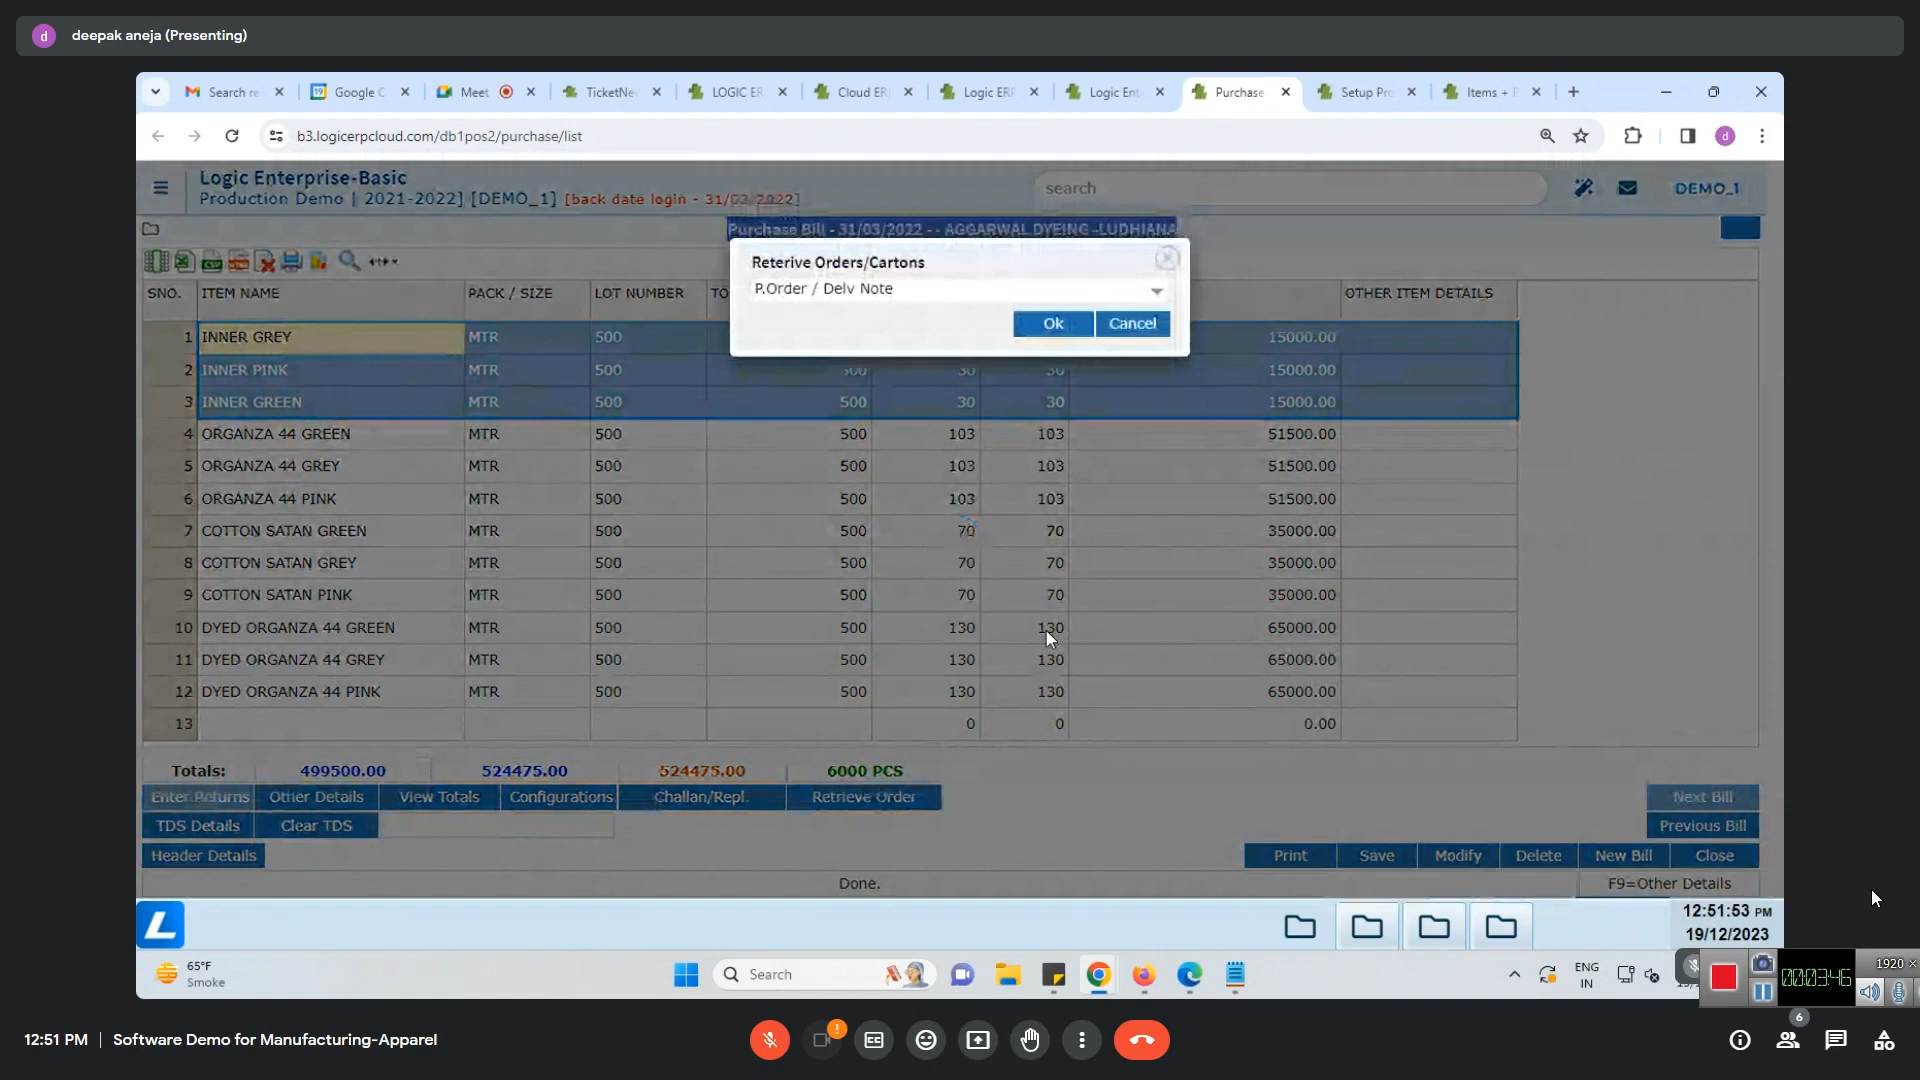 d deepak aneja (Presenting)
Search re
Google C
Meet
TicketNe
LOGIC ER
Cloud ER
Logic ERP
Logic Ent
Purchase
Setup Pro
Items + P
b3.logicerpcloud.com/db1pos2/purchase/list
d
Logic Enterprise-Basic
Production Demo | 2021-2022] [DEMO_1] [back date login - 31/03/2022]
search
DEMO_1
Purchase Bill - 31/03/2022 -- AGGARWAL DYEING -LUDHIANA
Reterive Orders/Cartons
P.Order / Delv Note
Ok Cancel
SNO. ITEM NAME PACK / SIZE LOT NUMBER TO OTHER ITEM DETAILS
1 INNER GREY MTR 500 15000.00
2 INNER PINK MTR 500 500 30 30 15000.00
3 INNER GREEN MTR 500 500 30 30 15000.00
4 ORGANZA 44 GREEN MTR 500 500 103 103 51500.00
5 ORGANZA 44 GREY MTR 500 500 103 103 51500.00
6 ORGANZA 44 PINK MTR 500 500 103 103 51500.00
7 COTTON SATAN GREEN MTR 500 500 70 70 35000.00
8 COTTON SATAN GREY MTR 500 500 70 70 35000.00
9 COTTON SATAN PINK MTR 500 500 70 70 35000.00
10 DYED ORGANZA 44 GREEN MTR 500 500 130 130 65000.00
11 DYED ORGANZA 44 GREY MTR 500 500 130 130 65000.00
12 DYED ORGANZA 44 PINK MTR 500 500 130 130 65000.00
13 0 0 0.00
Totals: 499500.00 524475.00 524475.00 6000 PCS
Enter Returns Other Details View Totals Configurations Challan/Repl. Retrieve Order Next Bill
TDS Details Clear TDS Previous Bill
Header Details Print Save Modify Delete New Bill Close
Done. F9=Other Details
12:51:53 PM
19/12/2023
65°F
Smoke
Search
ENG
IN
00:03:46
1920 ×
12:51 PM | Software Demo for Manufacturing-Apparel
6